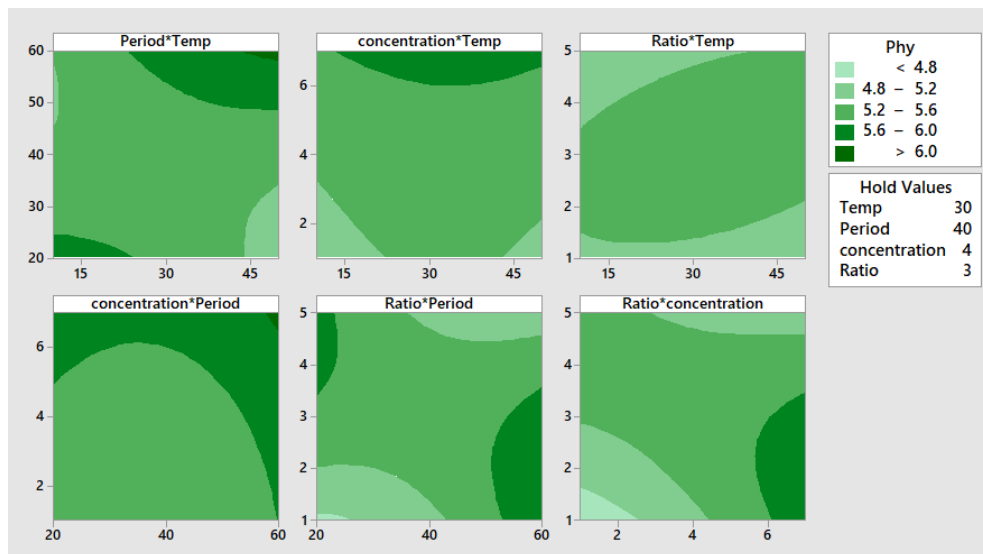 Period*Temp
60
50
40
30
20
15 30 45
concentration*Temp
6
4
2
15 30 45
Ratio*Temp
5
4
3
2
1
15 30 45
Phy
< 4.8
4.8 – 5.2
5.2 – 5.6
5.6 – 6.0
> 6.0
Hold Values
Temp 30
Period 40
concentration 4
Ratio 3
concentration*Period
6
4
2
20 40 60
Ratio*Period
5
4
3
2
1
20 40 60
Ratio*concentration
5
4
3
2
1
2 4 6